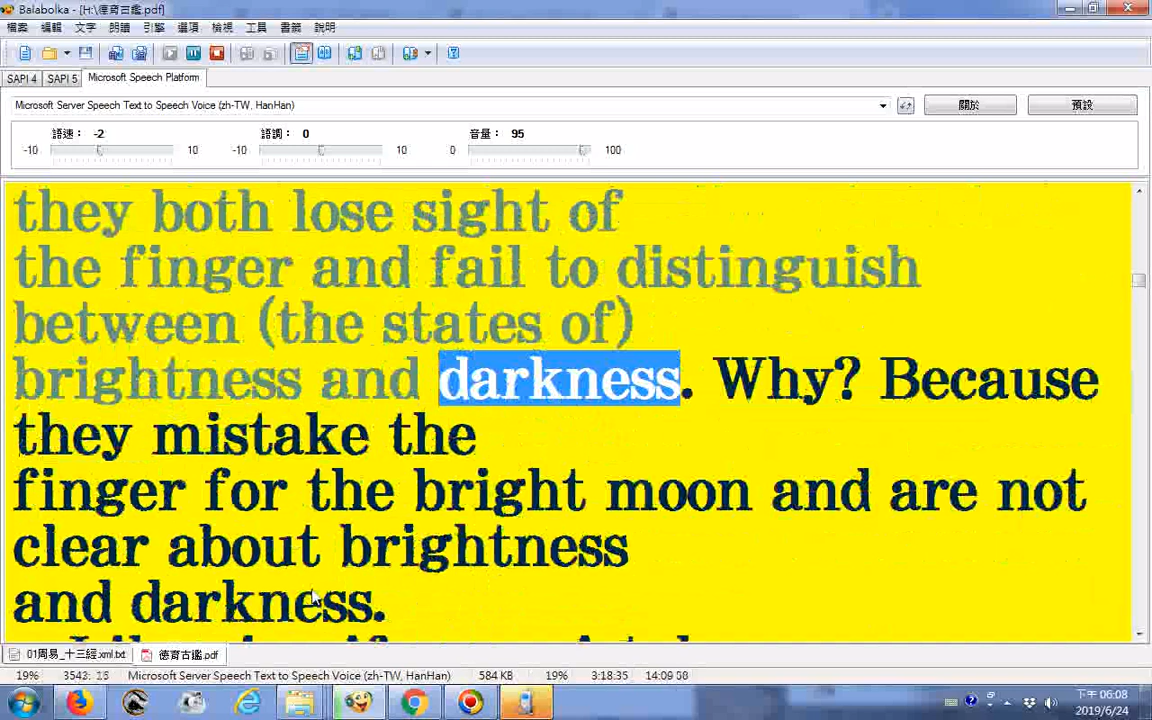 Balabolka - [H:\德育古鑑.pdf]
檔案 編輯 文字 朗讀 引擎 選項 檢視 工具 書籤 說明
SAPI 4 SAPI 5 Microsoft Speech Platform
Microsoft Server Speech Text to Speech Voice (zh-TW, HanHan) 關於 預設
語速： -2 語調： 0 音量： 95
-10 10 -10 10 0 100
they both lose sight of
the finger and fail to distinguish
between (the states of)
brightness and darkness. Why? Because
they mistake the
finger for the bright moon and are not
clear about brightness
and darkness.
01周易_十三經.xml.txt 德育古鑑.pdf
19% 3542: 15 Microsoft Server Speech Text to Speech Voice (zh-TW, HanHan) 584 KB 19% 3:18:35
下午 06:08
2019/6/24